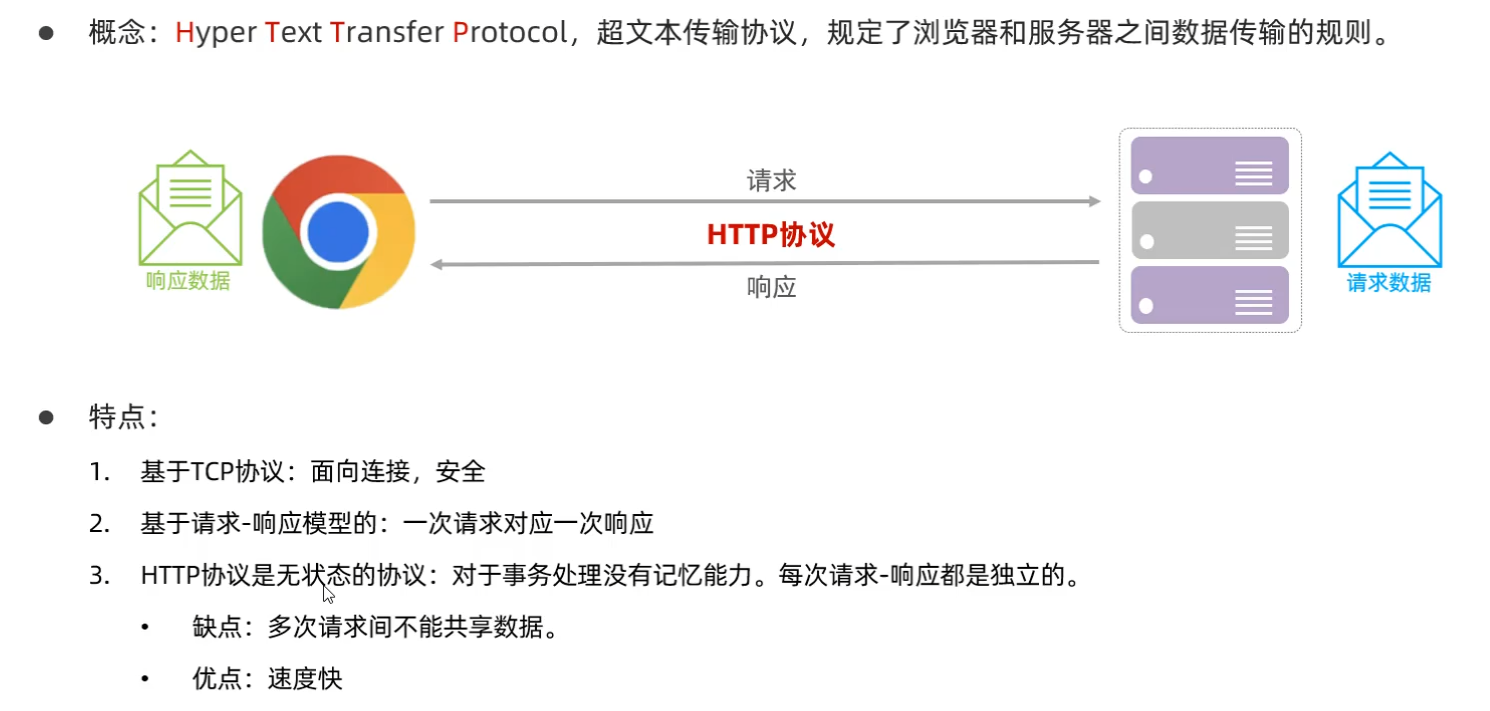 ● 概念：Hyper Text Transfer Protocol，超文本传输协议，规定了浏览器和服务器之间数据传输的规则。
请求
HTTP协议
响应
响应数据
请求数据
● 特点：
1. 基于TCP协议：面向连接，安全
2. 基于请求-响应模型的：一次请求对应一次响应
3. HTTP协议是无状态的协议：对于事务处理没有记忆能力。每次请求-响应都是独立的。
• 缺点：多次请求间不能共享数据。
• 优点：速度快